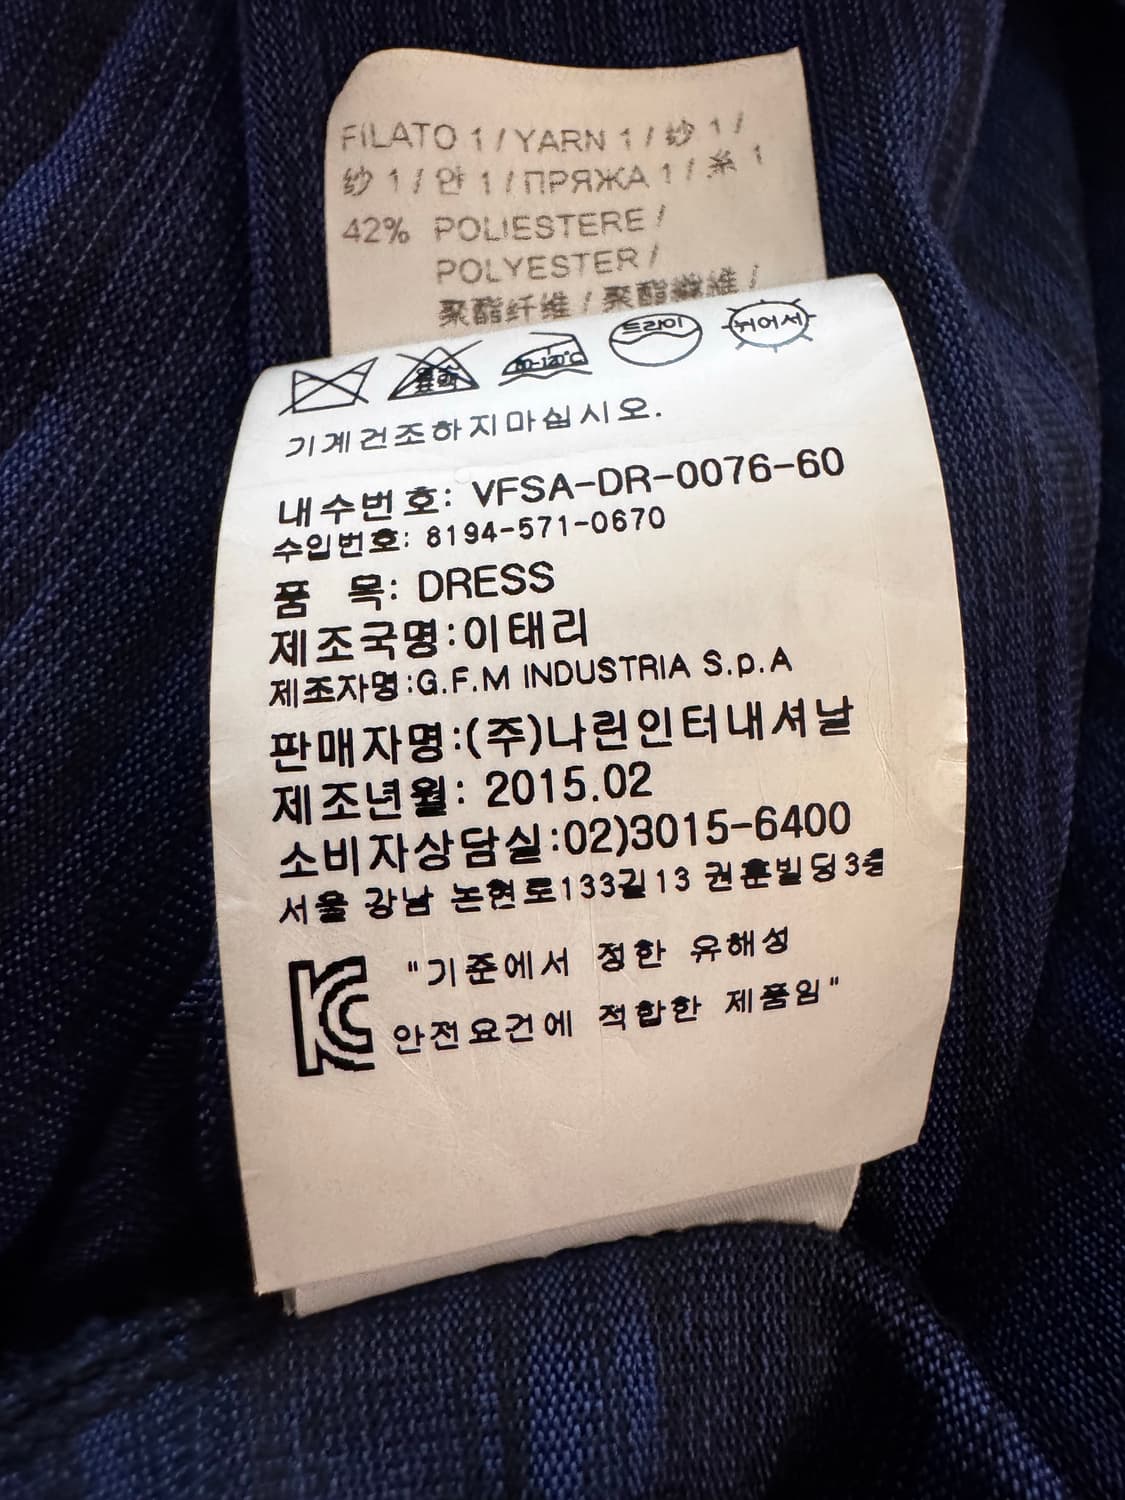 FILATO 1 / YARN 1 / 纱 1 /
纱 1 / 얀 1 / ПРЯЖА 1 / 糸 1
42% POLIESTERE /
POLYESTER /
聚酯纤维 / 聚酯纖維 /
80-120℃ 드라이 뉘어서
기계건조하지마십시오.
내수번호: VFSA-DR-0076-60
수입번호: 8194-571-0670
품 목: DRESS
제조국명:이태리
제조자명:G.F.M INDUSTRIA S.p.A
판매자명:(주)나린인터내셔날
제조년월: 2015.02
소비자상담실:02)3015-6400
서울 강남 논현로133길13 권훈빌딩3층
KC "기준에서 정한 유해성
안전요건에 적합한 제품임"